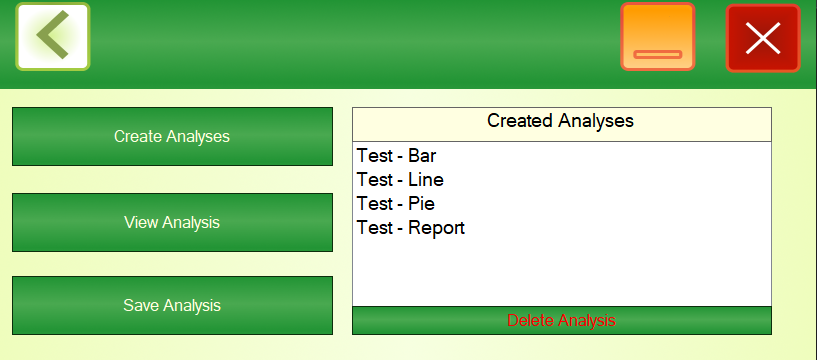 Create Analyses
View Analysis
Save Analysis
Created Analyses
Test - Bar
Test - Line
Test - Pie
Test - Report
Delete Analysis